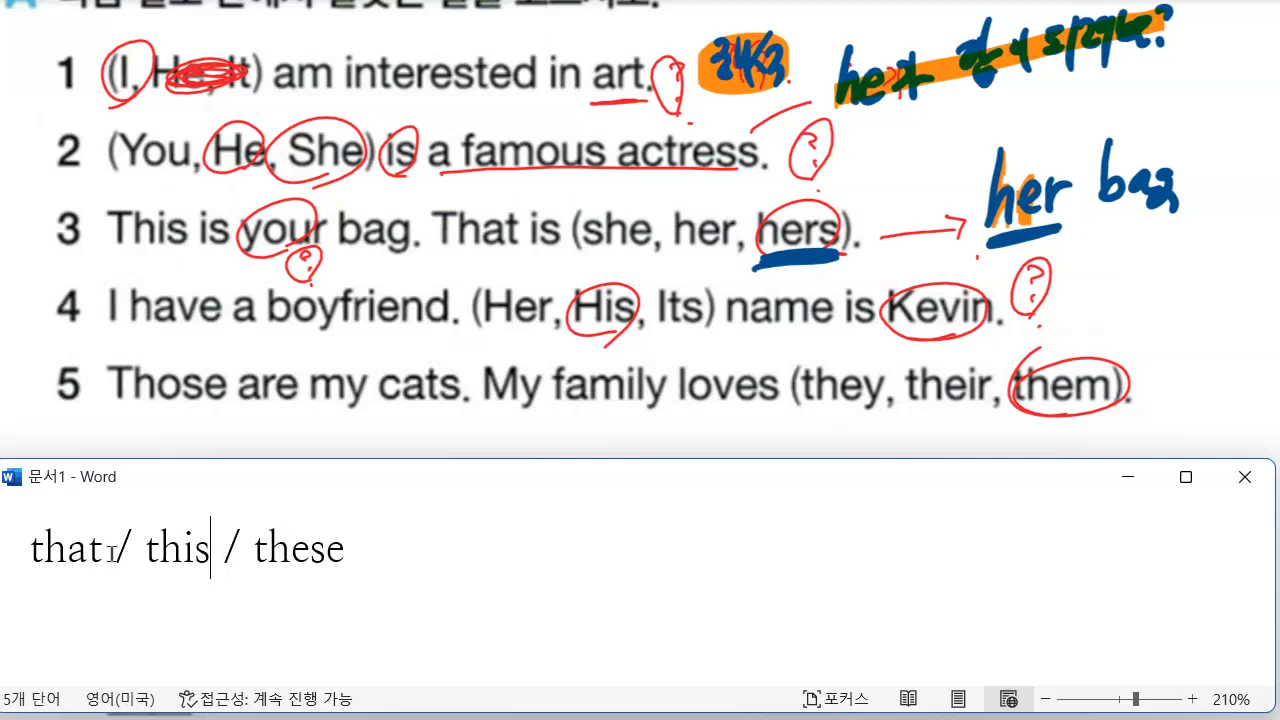 1 (I, He, It) am interested in art.
2 (You, He, She) is a famous actress.
3 This is your bag. That is (she, her, hers). her bag
4 I have a boyfriend. (Her, His, Its) name is Kevin.
5 Those are my cats. My family loves (they, their, them).
문서1 - Word
that / this / these
5개 단어 영어(미국) 접근성: 계속 진행 가능 포커스 210%